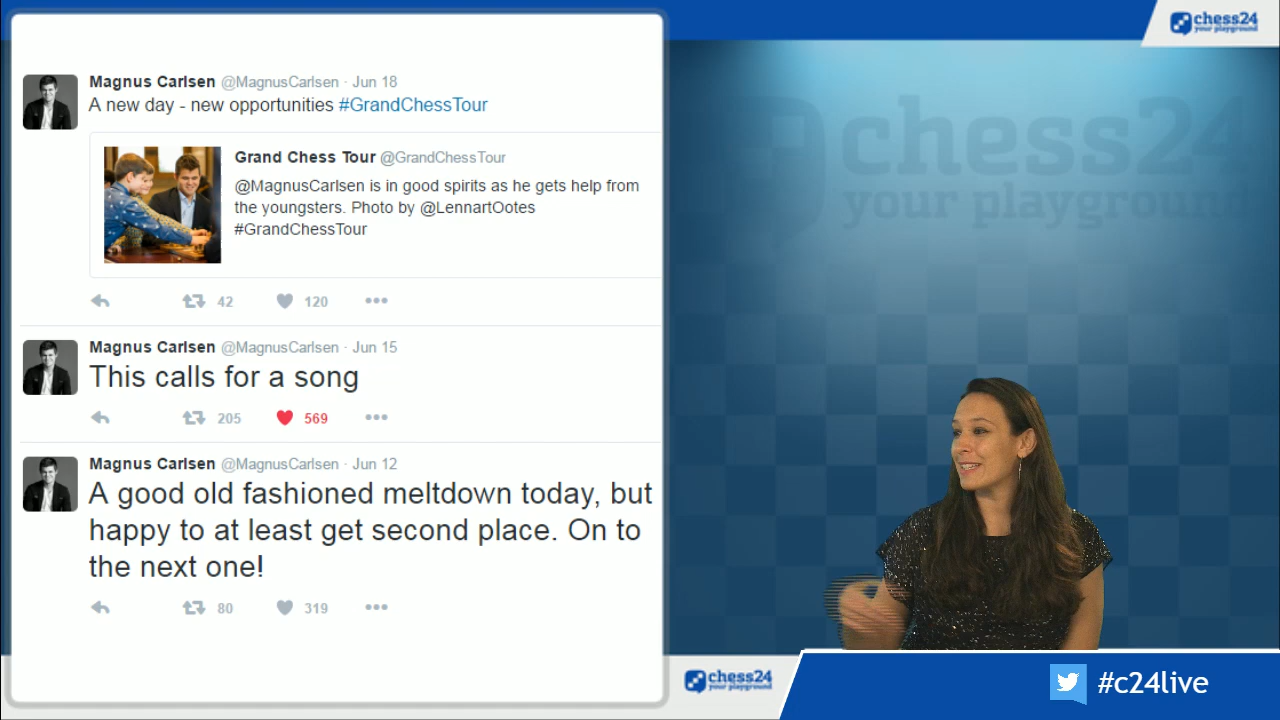 Magnus Carlsen @MagnusCarlsen · Jun 18
A new day - new opportunities #GrandChessTour
Grand Chess Tour @GrandChessTour
@MagnusCarlsen is in good spirits as he gets help from
the youngsters. Photo by @LennartOotes
#GrandChessTour
42
120
Magnus Carlsen @MagnusCarlsen · Jun 15
This calls for a song
205
569
Magnus Carlsen @MagnusCarlsen · Jun 12
A good old fashioned meltdown today, but
happy to at least get second place. On to
the next one!
80
319
chess24
your playground
chess24
your playground
chess24
your playground
#c24live